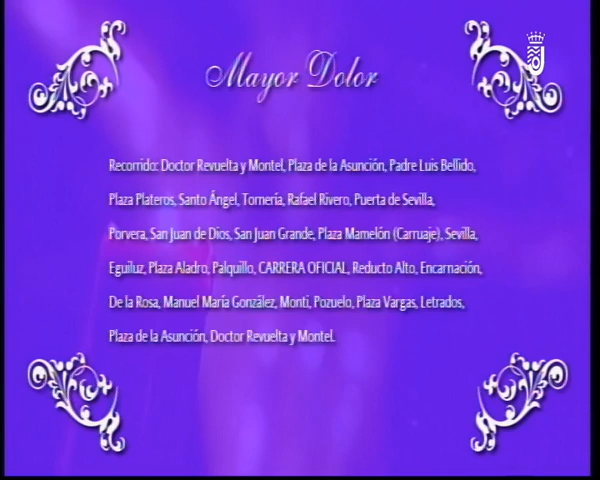 Mayor Dolor
Recorrido: Doctor Revuelta y Montel, Plaza de la Asunción, Padre Luis Bellido,
Plaza Plateros, Santo Ángel, Tornería, Rafael Rivero, Puerta de Sevilla,
Porvera, San Juan de Dios, San Juan Grande, Plaza Mamelón (Carruaje), Sevilla,
Eguiluz, Plaza Aladro, Palquillo, CARRERA OFICIAL, Reducto Alto, Encarnación,
De la Rosa, Manuel María González, Monti, Pozuelo, Plaza Vargas, Letrados,
Plaza de la Asunción, Doctor Revuelta y Montel.